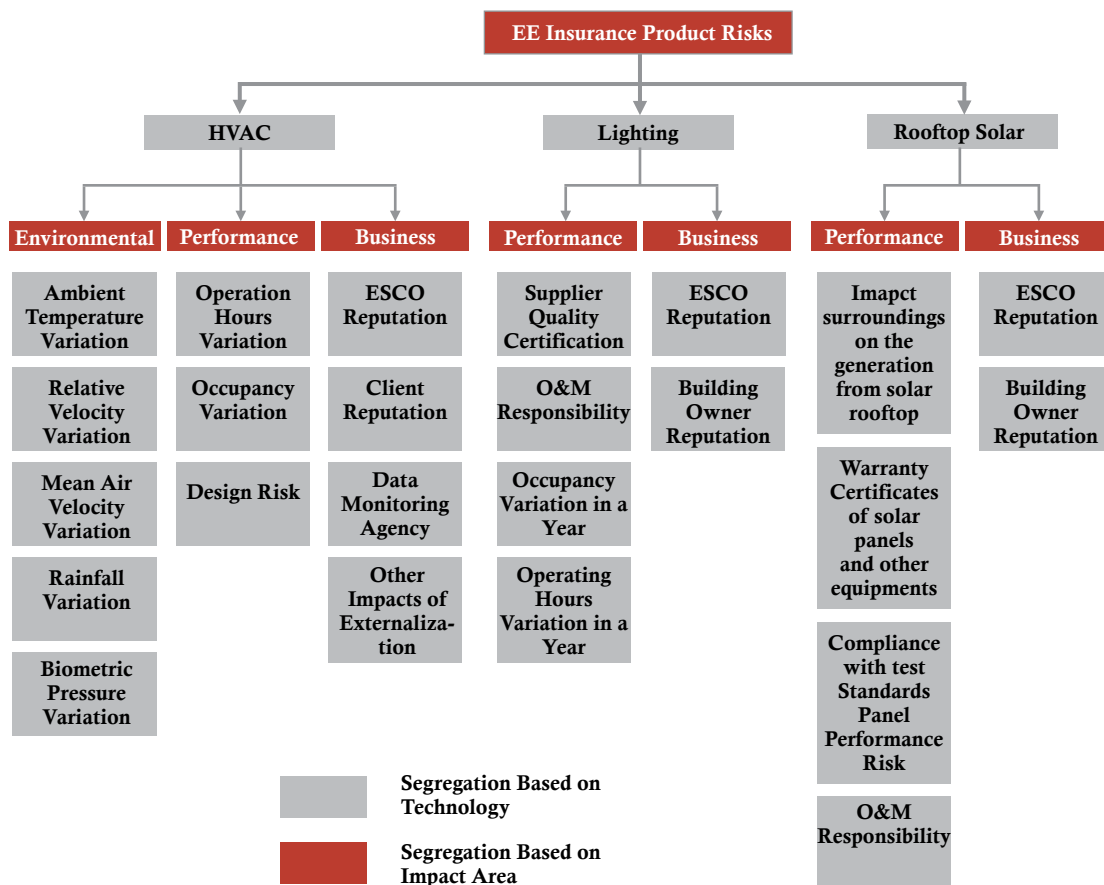 EE Insurance Product Risks
HVAC
Lighting
Rooftop Solar
Environmental
Performance
Business
Performance
Business
Performance
Business
Ambient
Temperature
Variation
Relative
Velocity
Variation
Mean Air
Velocity
Variation
Rainfall
Variation
Biometric
Pressure
Variation
Operation
Hours
Variation
Occupancy
Variation
Design Risk
ESCO
Reputation
Client
Reputation
Data
Monitoring
Agency
Other
Impacts of
Externaliza-
tion
Supplier
Quality
Certification
O&M
Responsibility
Occupancy
Variation in a
Year
Operating
Hours
Variation in a
Year
ESCO
Reputation
Building
Owner
Reputation
Imapct
surroundings
on the
generation
from solar
rooftop
Warranty
Certificates
of solar
panels
and other
equipments
Compliance
with test
Standards
Panel
Performance
Risk
O&M
Responsibility
ESCO
Reputation
Building
Owner
Reputation
Segregation Based on
Technology
Segregation Based on
Impact Area